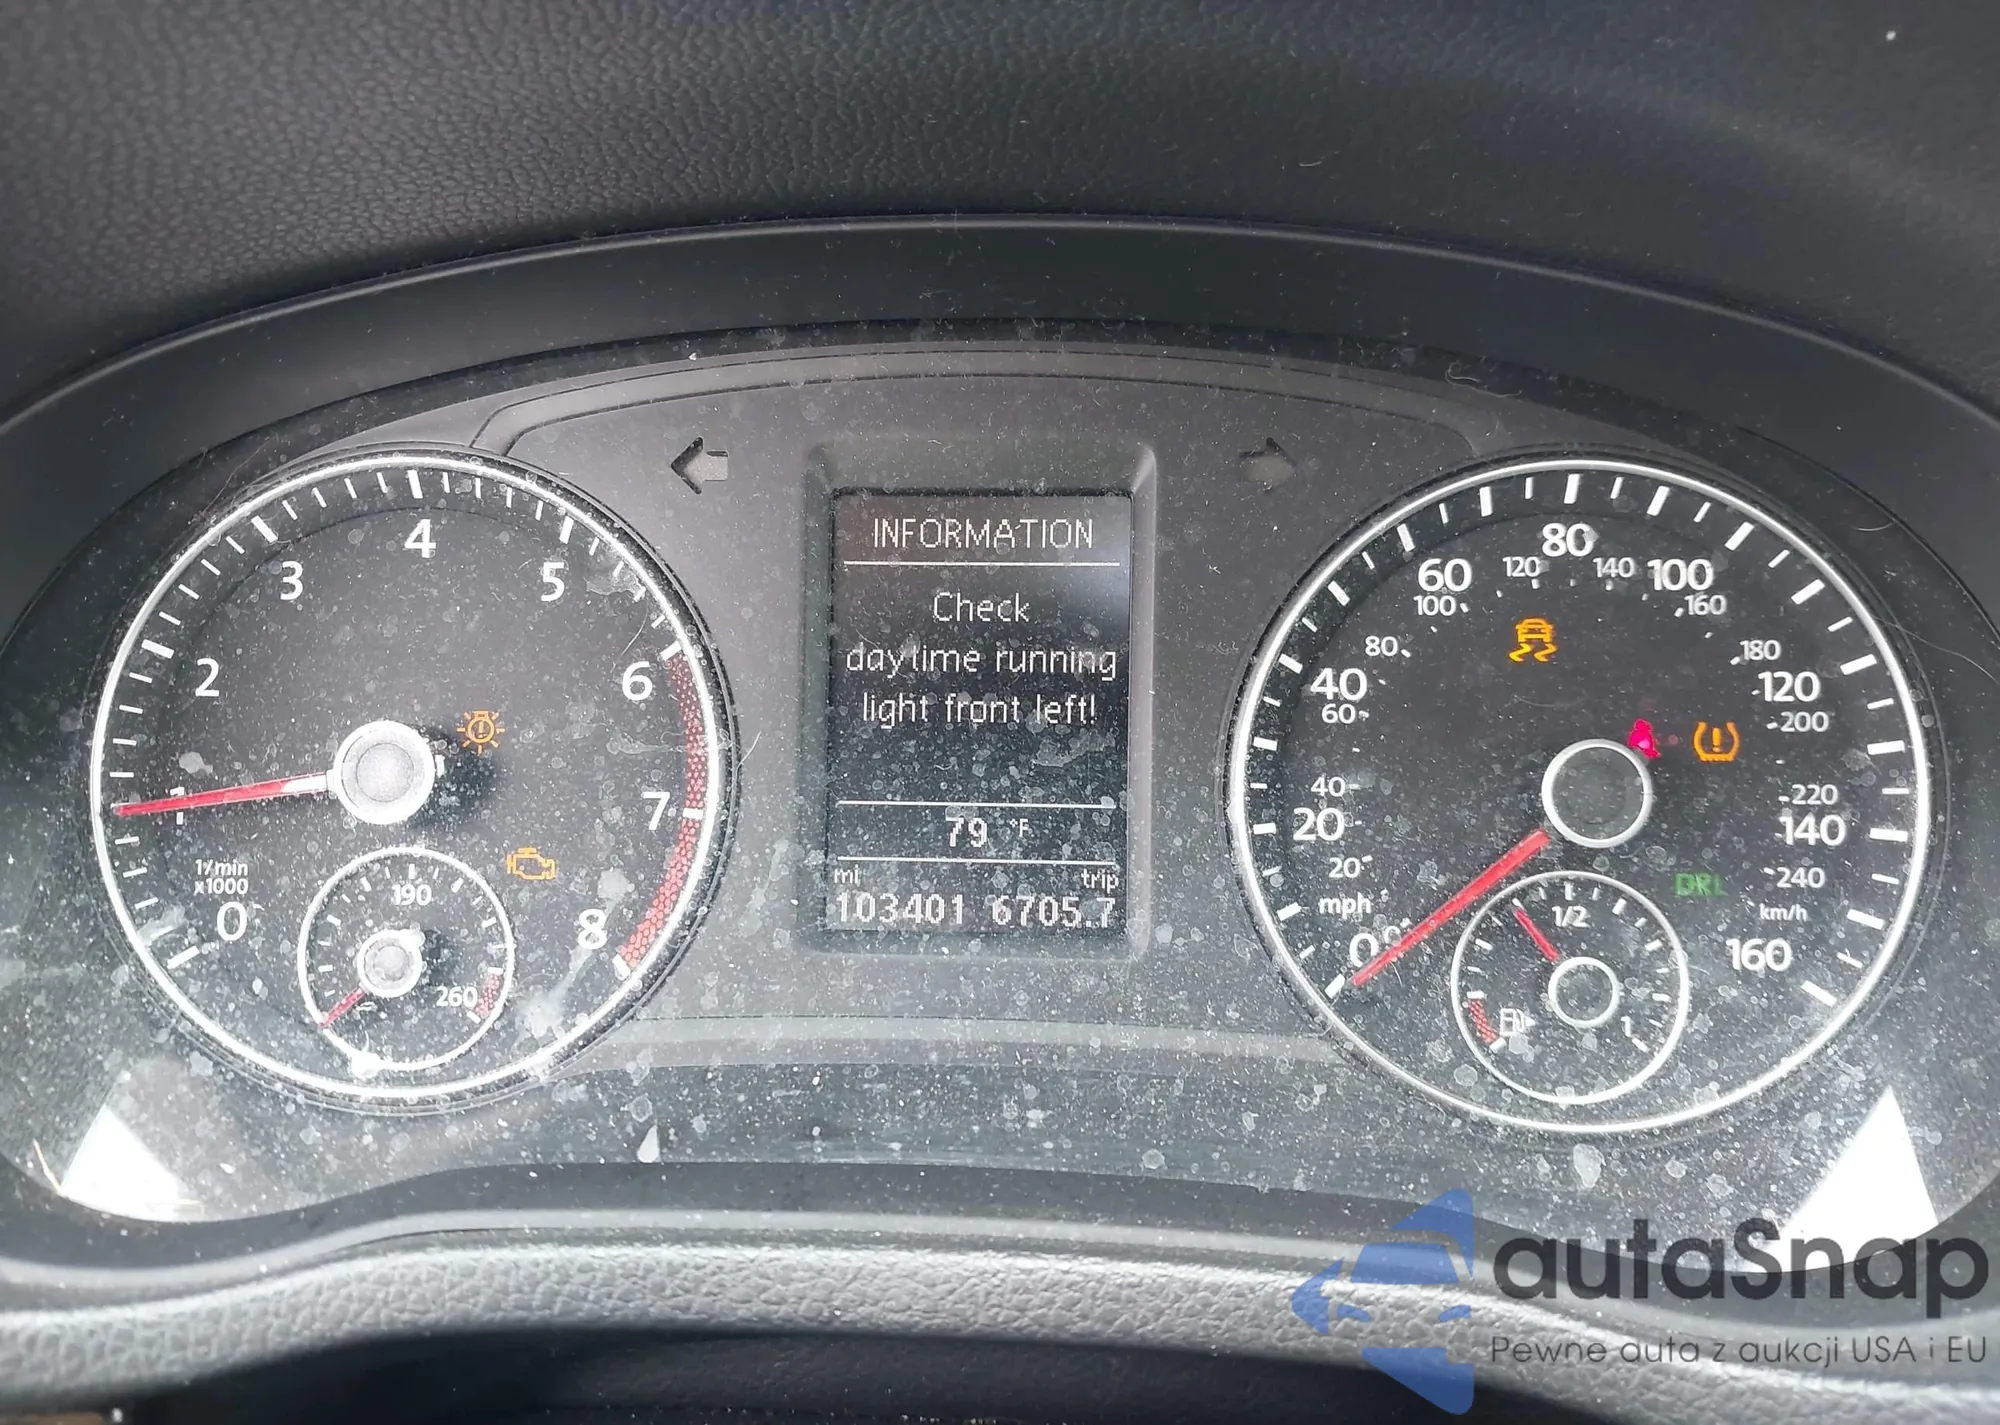 INFORMATION
Check
daytime running
light front left!
79 °F
mi trip
103401 6705.7
0 1 2 3 4 5 6 7 8
1/min
x1000
190
260
0 20 40 60 80 100 120 140 160
mph
20 40 60 80 100 120 140 160 180 200 220 240
km/h
DRL
1/2
1
autaSnap
Pewne auta z aukcji USA i EU